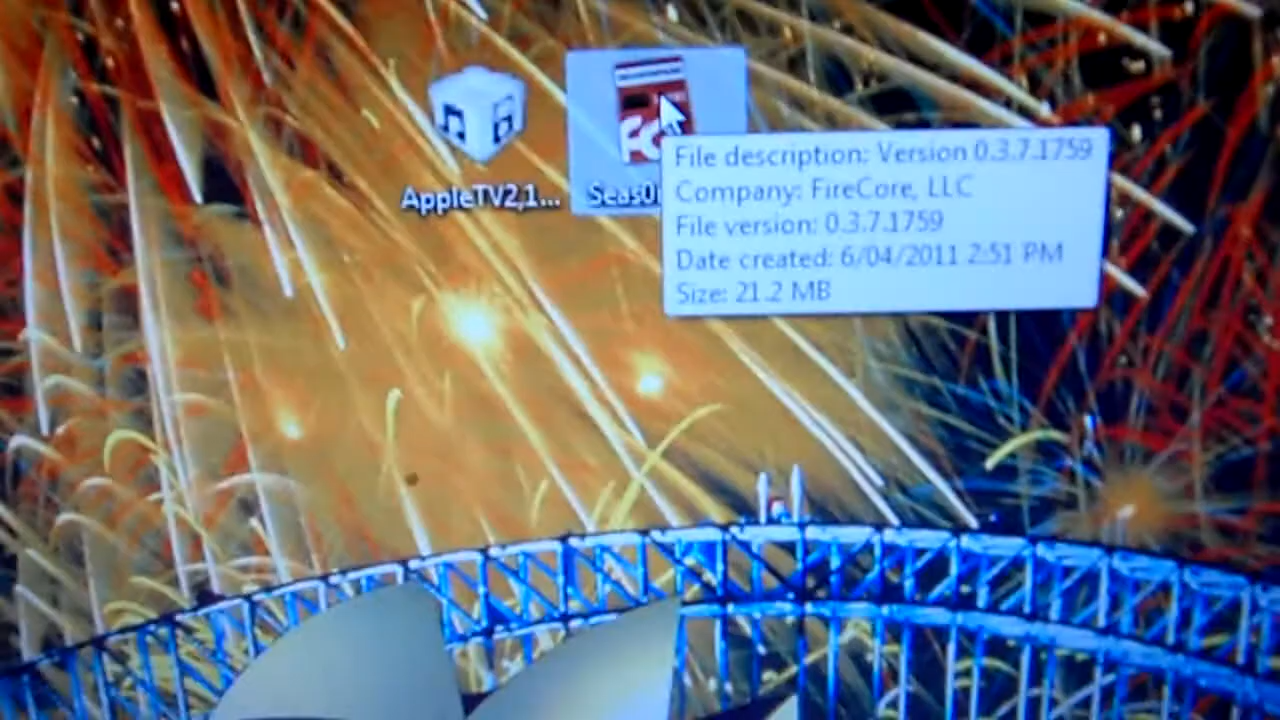 AppleTV2,1...
Seas0
File description: Version 0.3.7.1759
Company: FireCore, LLC
File version: 0.3.7.1759
Date created: 6/04/2011 2:51 PM
Size: 21.2 MB